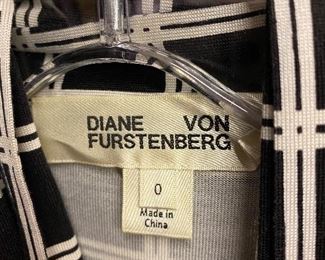 DIANE VON
FURSTENBERG
0
Made in
China